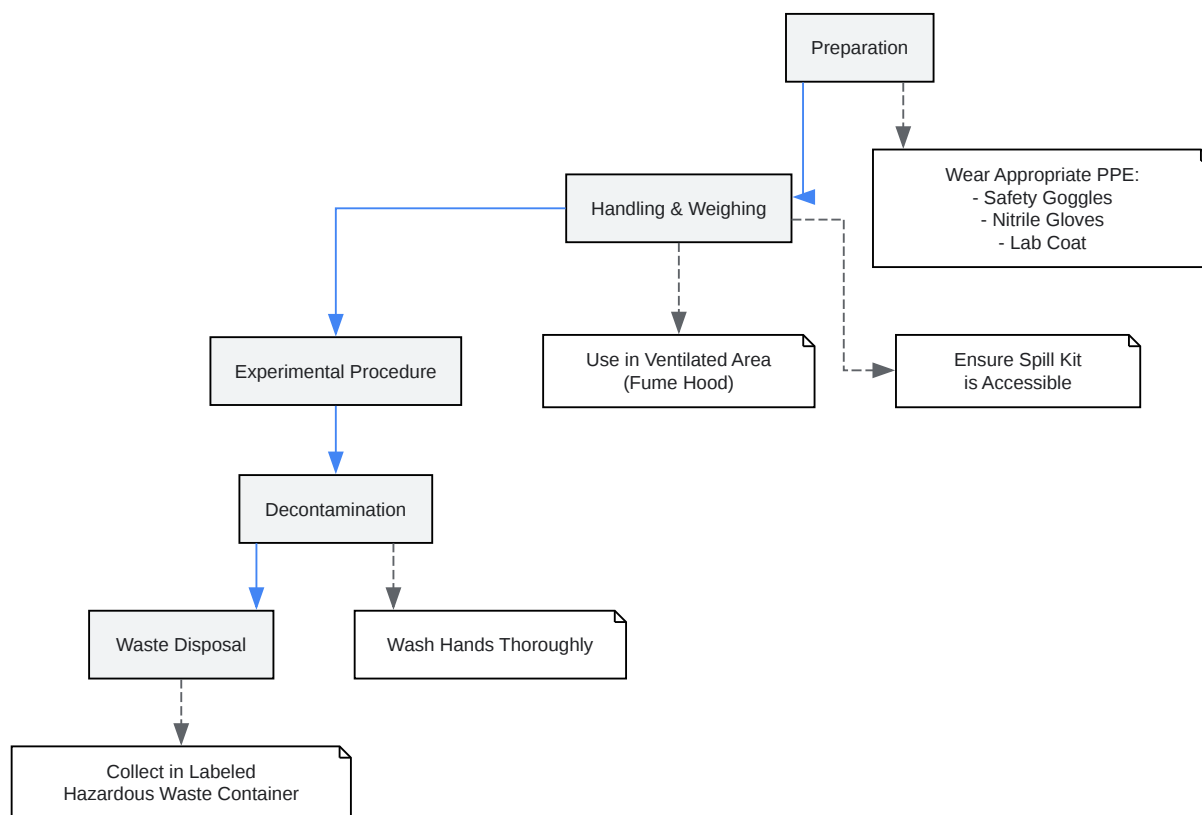 Preparation
Wear Appropriate PPE:
- Safety Goggles
- Nitrile Gloves
- Lab Coat
Handling & Weighing
Use in Ventilated Area
(Fume Hood)
Ensure Spill Kit
is Accessible
Experimental Procedure
Decontamination
Waste Disposal
Wash Hands Thoroughly
Collect in Labeled
Hazardous Waste Container